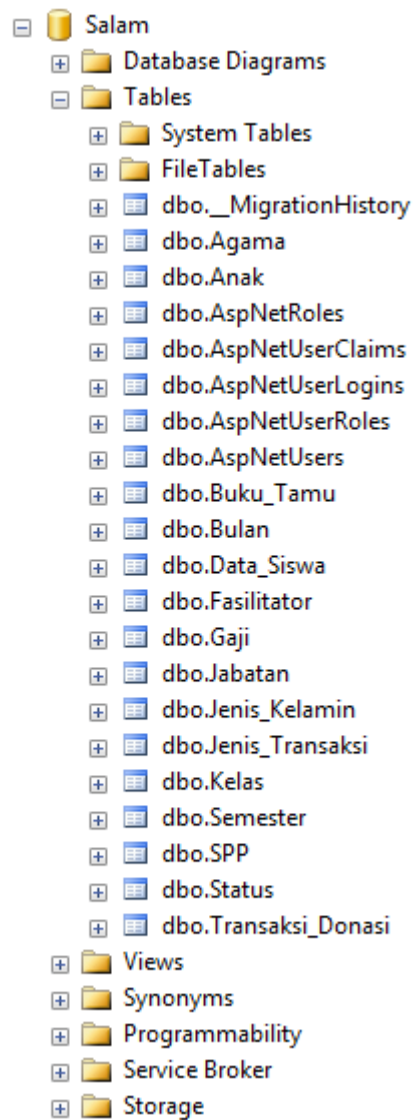 Salam
Database Diagrams
Tables
System Tables
FileTables
dbo.__MigrationHistory
dbo.Agama
dbo.Anak
dbo.AspNetRoles
dbo.AspNetUserClaims
dbo.AspNetUserLogins
dbo.AspNetUserRoles
dbo.AspNetUsers
dbo.Buku_Tamu
dbo.Bulan
dbo.Data_Siswa
dbo.Fasilitator
dbo.Gaji
dbo.Jabatan
dbo.Jenis_Kelamin
dbo.Jenis_Transaksi
dbo.Kelas
dbo.Semester
dbo.SPP
dbo.Status
dbo.Transaksi_Donasi
Views
Synonyms
Programmability
Service Broker
Storage